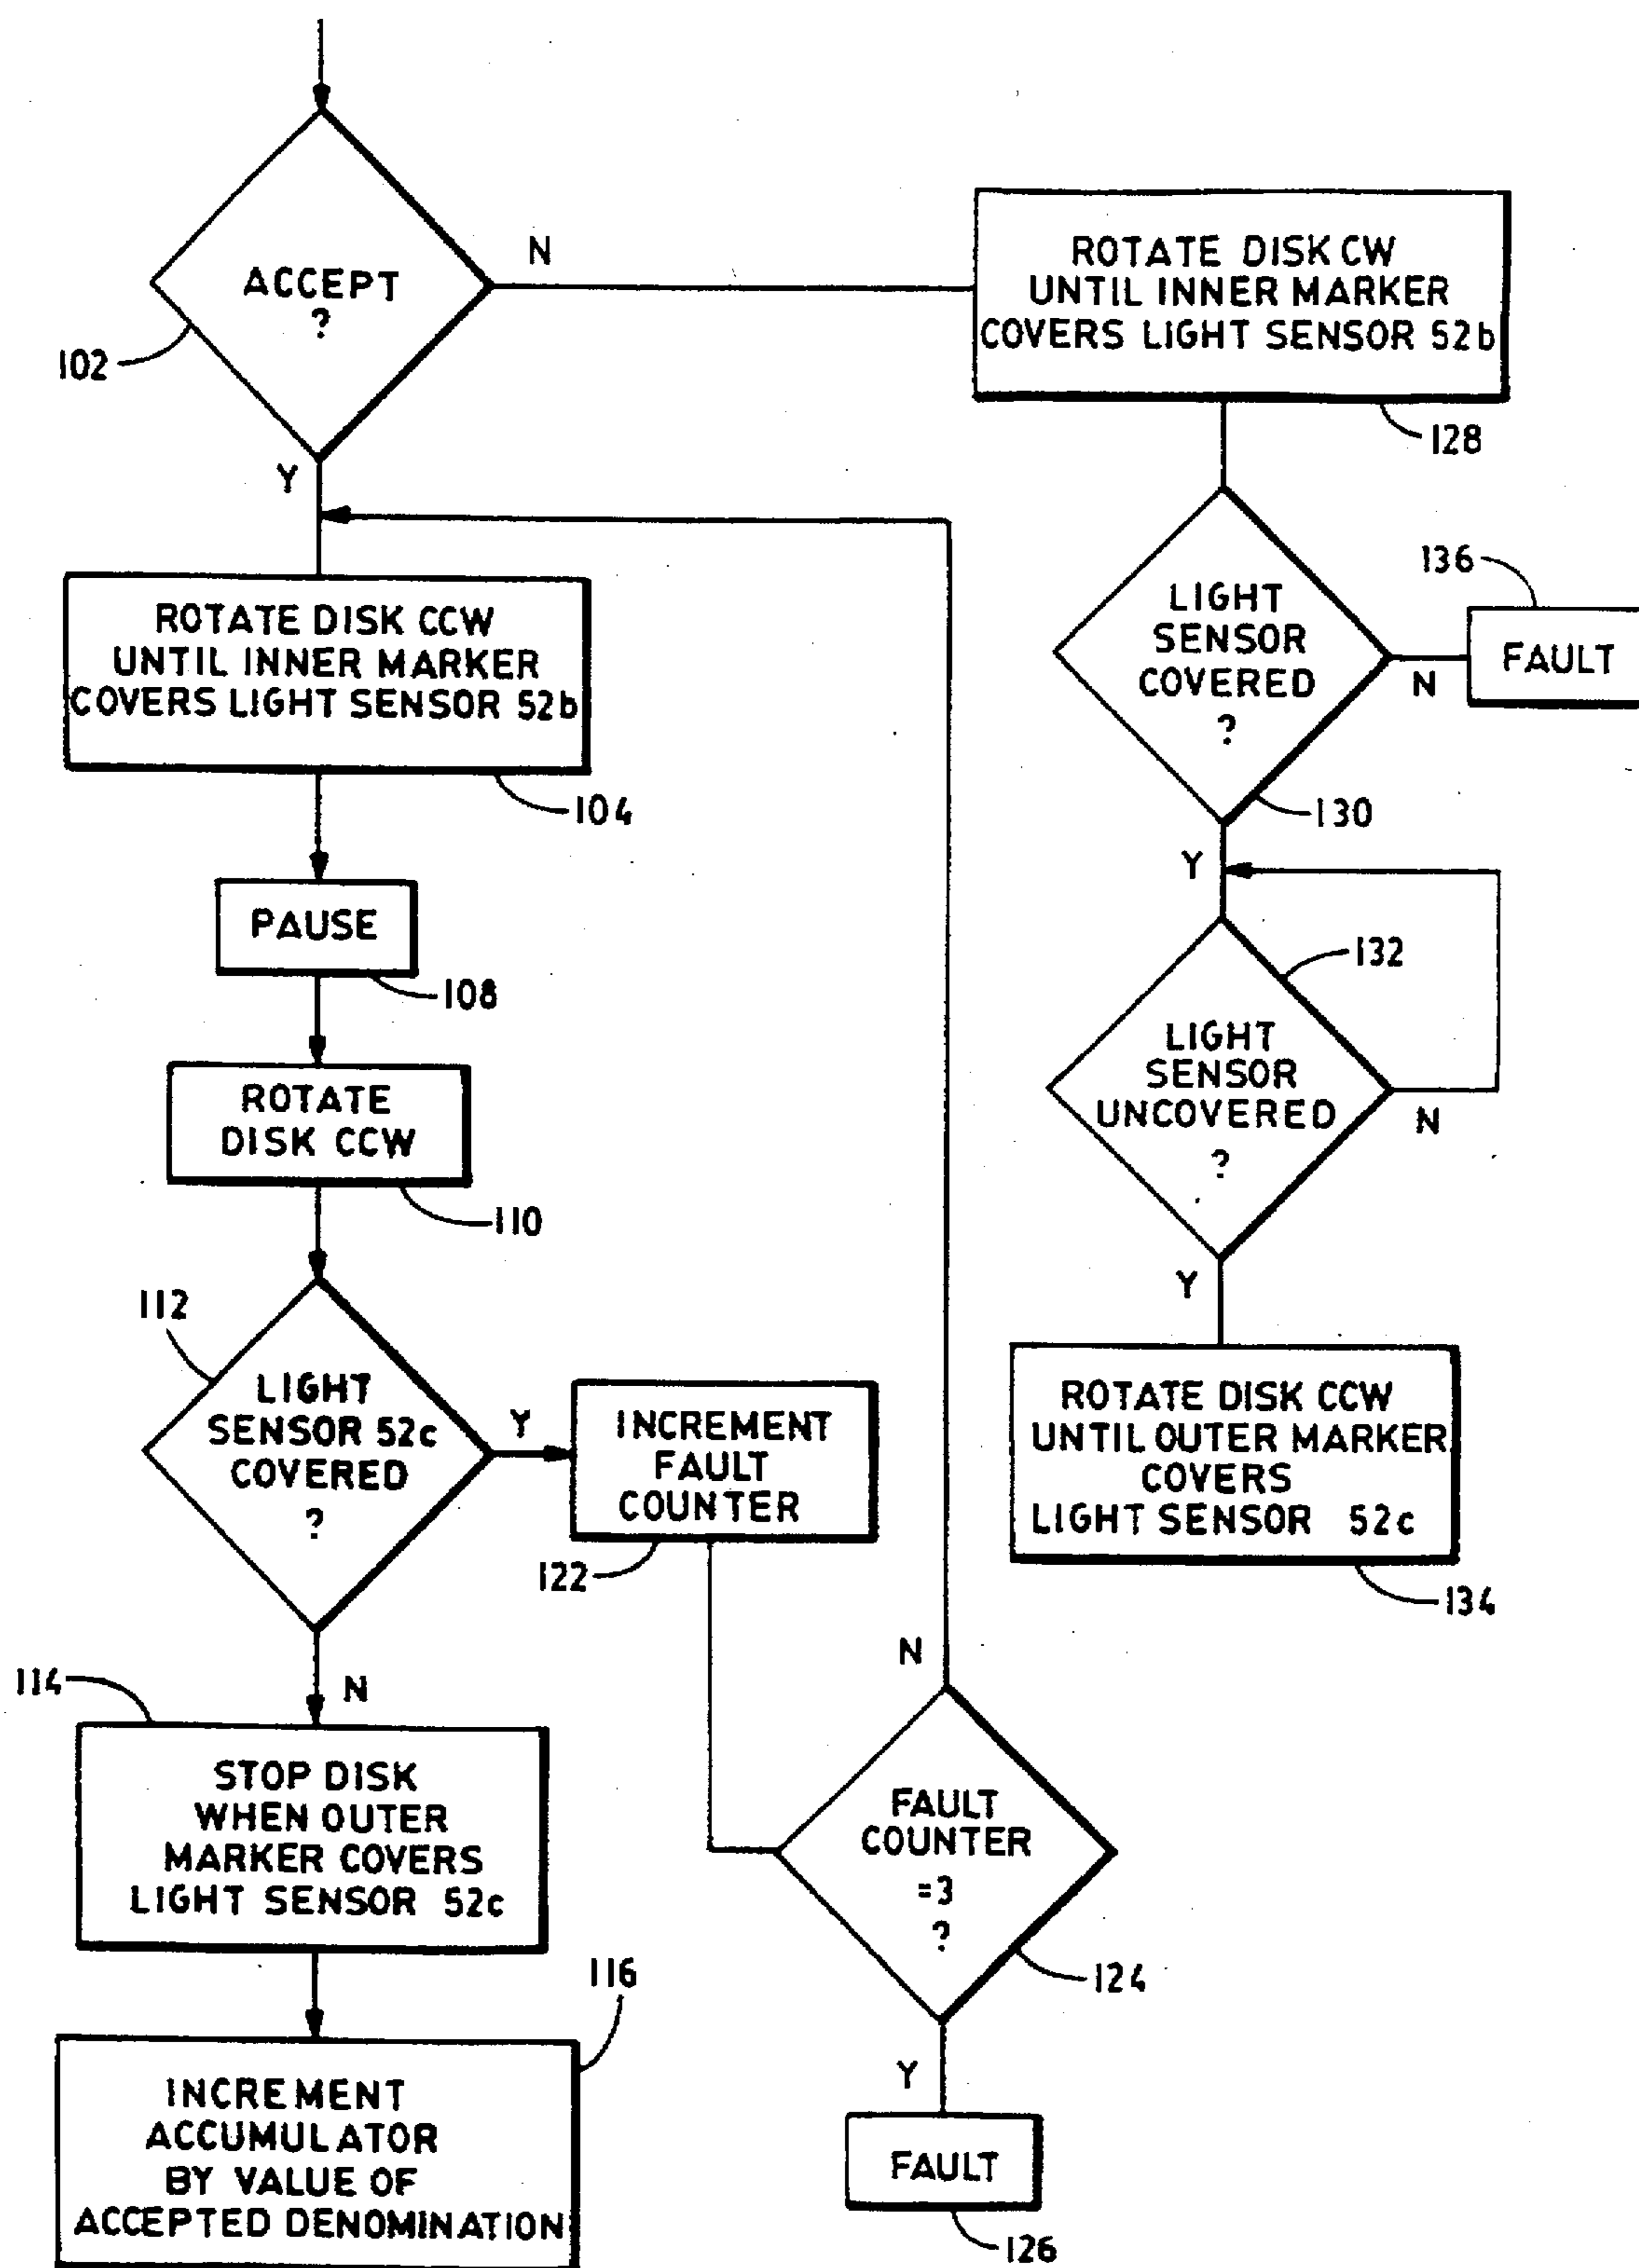 ACCEPT
?
102
N
Y
ROTATE DISK CW
UNTIL INNER MARKER
COVERS LIGHT SENSOR 52b
128
LIGHT
SENSOR
COVERED
?
130
N
136
FAULT
Y
LIGHT
SENSOR
UNCOVERED
?
132
N
Y
ROTATE DISK CCW
UNTIL OUTER MARKER
COVERS
LIGHT SENSOR 52c
134
ROTATE DISK CCW
UNTIL INNER MARKER
COVERS LIGHT SENSOR 52b
104
PAUSE
108
ROTATE
DISK CCW
110
112
LIGHT
SENSOR 52c
COVERED
?
Y
INCREMENT
FAULT
COUNTER
122
N
FAULT
COUNTER
=3
?
124
Y
FAULT
126
N
114
STOP DISK
WHEN OUTER
MARKER COVERS
LIGHT SENSOR 52c
116
INCREMENT
ACCUMULATOR
BY VALUE OF
ACCEPTED DENOMINATION